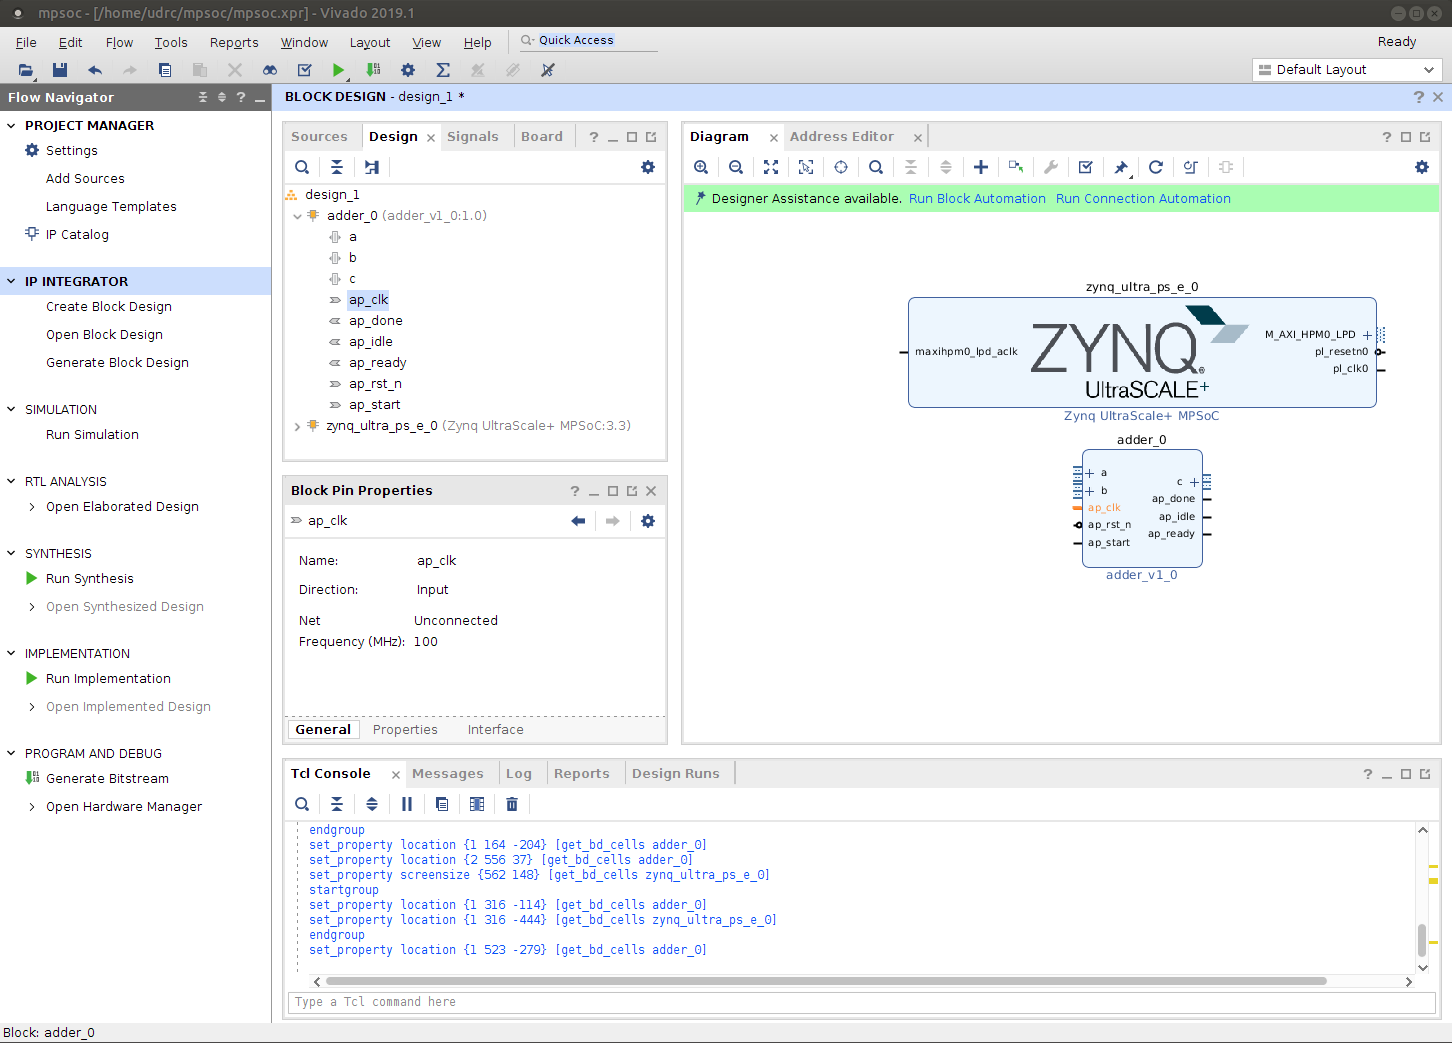 mpsoc - [/home/udrc/mpsoc/mpsoc.xpr] - Vivado 2019.1
File Edit Flow Tools Reports Window Layout View Help Quick Access Ready
Default Layout
Flow Navigator
PROJECT MANAGER
Settings
Add Sources
Language Templates
IP Catalog
IP INTEGRATOR
Create Block Design
Open Block Design
Generate Block Design
SIMULATION
Run Simulation
RTL ANALYSIS
Open Elaborated Design
SYNTHESIS
Run Synthesis
Open Synthesized Design
IMPLEMENTATION
Run Implementation
Open Implemented Design
PROGRAM AND DEBUG
Generate Bitstream
Open Hardware Manager
BLOCK DESIGN - design_1 *
Sources Design Signals Board
design_1
adder_0 (adder_v1_0:1.0)
a
b
c
ap_clk
ap_done
ap_idle
ap_ready
ap_rst_n
ap_start
zynq_ultra_ps_e_0 (Zynq UltraScale+ MPSoC:3.3)
Block Pin Properties
ap_clk
Name: ap_clk
Direction: Input
Net Unconnected
Frequency (MHz): 100
General Properties Interface
Diagram Address Editor
Designer Assistance available. Run Block Automation Run Connection Automation
zynq_ultra_ps_e_0
maxihpm0_lpd_aclk
ZYNQ
UltraSCALE+
M_AXI_HPM0_LPD
pl_resetn0
pl_clk0
Zynq UltraScale+ MPSoC
adder_0
a
b
ap_clk
ap_rst_n
ap_start
c
ap_done
ap_idle
ap_ready
adder_v1_0
Tcl Console Messages Log Reports Design Runs
endgroup
set_property location {1 164 -204} [get_bd_cells adder_0]
set_property location {2 556 37} [get_bd_cells adder_0]
set_property screensize {562 148} [get_bd_cells zynq_ultra_ps_e_0]
startgroup
set_property location {1 316 -114} [get_bd_cells adder_0]
set_property location {1 316 -444} [get_bd_cells zynq_ultra_ps_e_0]
endgroup
set_property location {1 523 -279} [get_bd_cells adder_0]
Type a Tcl command here
Block: adder_0